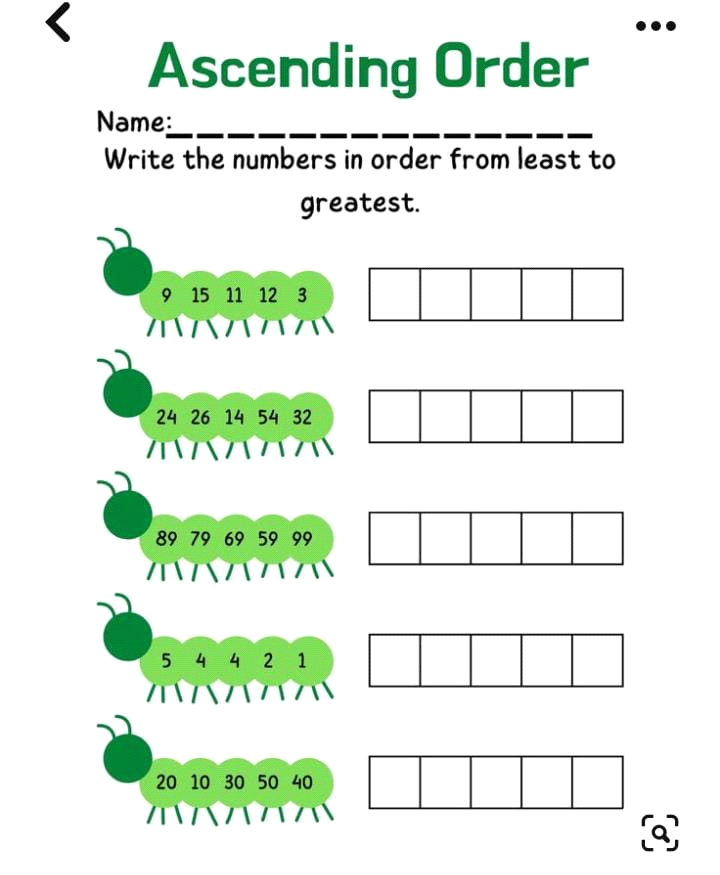 Ascending Order
Name:_ _ _ _ _ _ _ _ _ _ _ _ _ _
Write the numbers in order from least to
greatest.
9 15 11 12 3
24 26 14 54 32
89 79 69 59 99
5 4 4 2 1
20 10 30 50 40